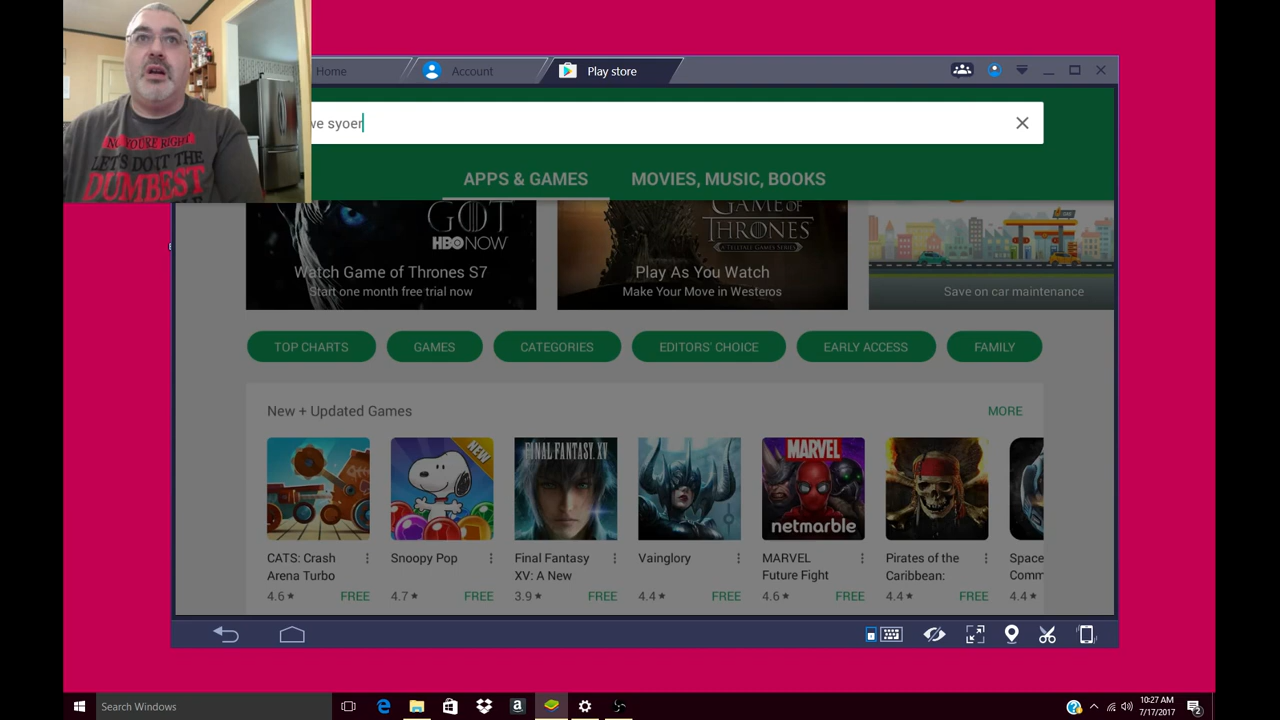 Home
Account
Play store
we syoer
NO YOU'RE RIGHT
LET'S DO IT THE
DUMBEST
APPS & GAMES
MOVIES, MUSIC, BOOKS
GOT
HBO NOW
Watch Game of Thrones S7
Start one month free trial now
GAME OF
THRONES
A TELLTALE GAMES SERIES
Play As You Watch
Make Your Move in Westeros
Save on car maintenance
TOP CHARTS
GAMES
CATEGORIES
EDITORS' CHOICE
EARLY ACCESS
FAMILY
New + Updated Games
MORE
NEW
FINAL FANTASY XV
MARVEL
netmarble
CATS: Crash
Arena Turbo
4.6 ★ FREE
Snoopy Pop
4.7 ★ FREE
Final Fantasy
XV: A New
3.9 ★ FREE
Vainglory
4.4 ★ FREE
MARVEL
Future Fight
4.6 ★ FREE
Pirates of the
Caribbean:
4.4 ★ FREE
Space
Comm
4.4 ★
Search Windows
10:27 AM
7/17/2017
2